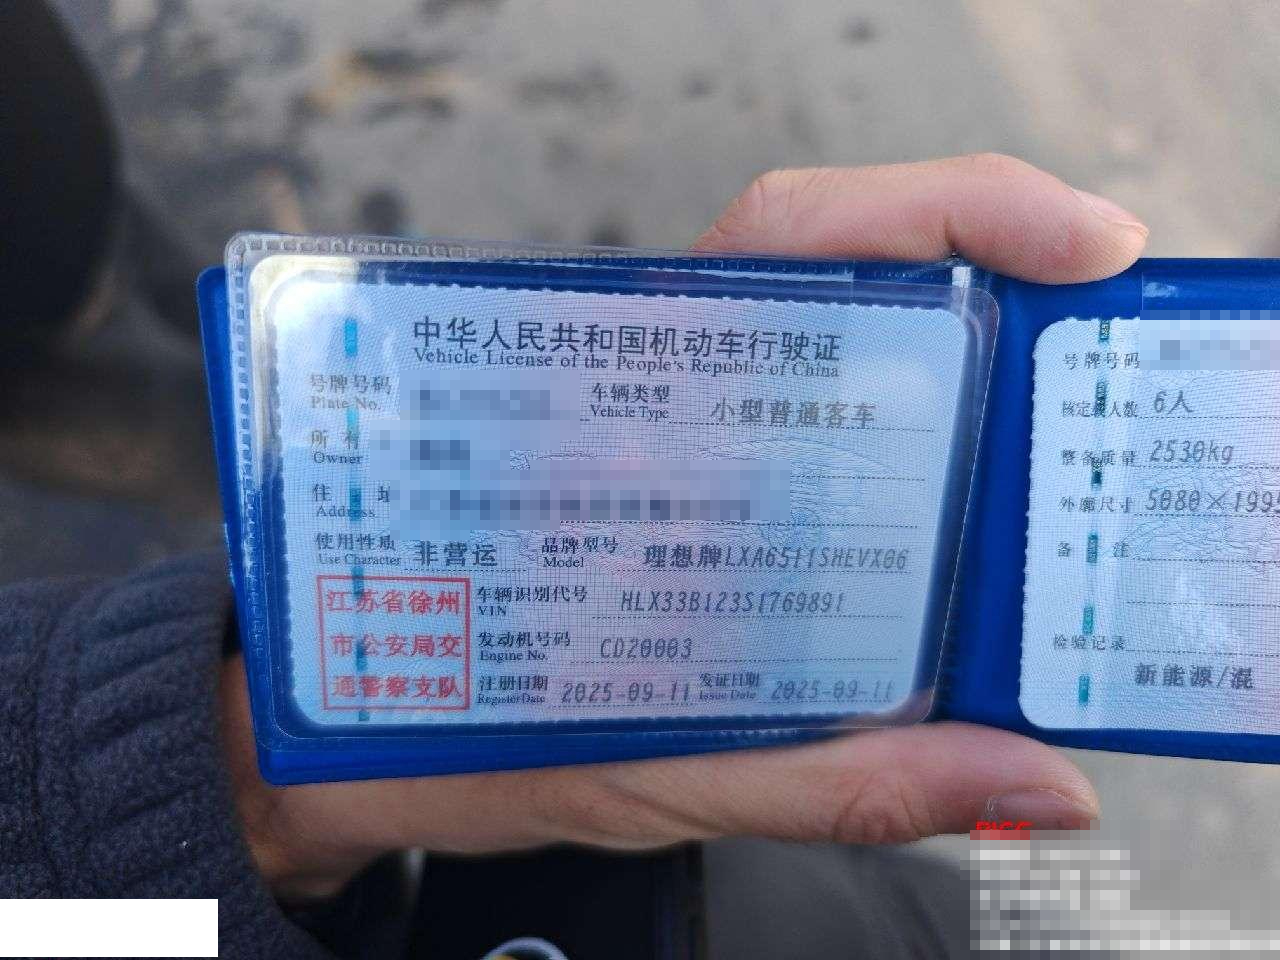 中华人民共和国机动车行驶证
Vehicle License of the People's Republic of China
号牌号码
Plate No.
车辆类型 小型普通客车
Vehicle Type
所有
Owner
住 址
Address
使用性质 非营运
Use Character
品牌型号 理想牌LXA6511SHEVX06
Model
江苏省徐州
市公安局交
通警察支队
车辆识别代号 HLX33B123S1769891
VIN
发动机号码 CDZ0003
Engine No.
注册日期 2025-09-11
Register Date
发证日期 2025-09-11
Issue Date
号牌号码
核定载人数 6人
整备质量 2530kg
外廓尺寸 5080×199
备 注
检验记录
新能源/混